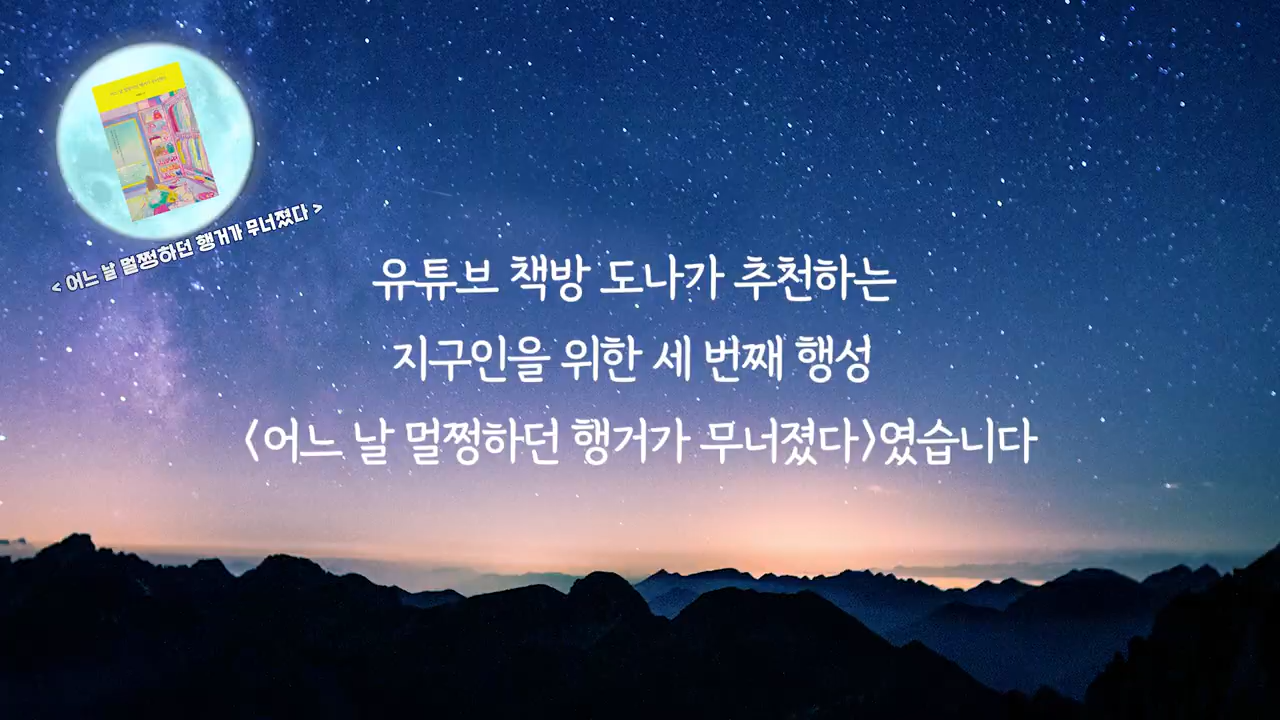 < 어느 날 멀쩡하던 행거가 무너졌다 >
유튜브 책방 도나가 추천하는
지구인을 위한 세 번째 행성
<어느 날 멀쩡하던 행거가 무너졌다>였습니다